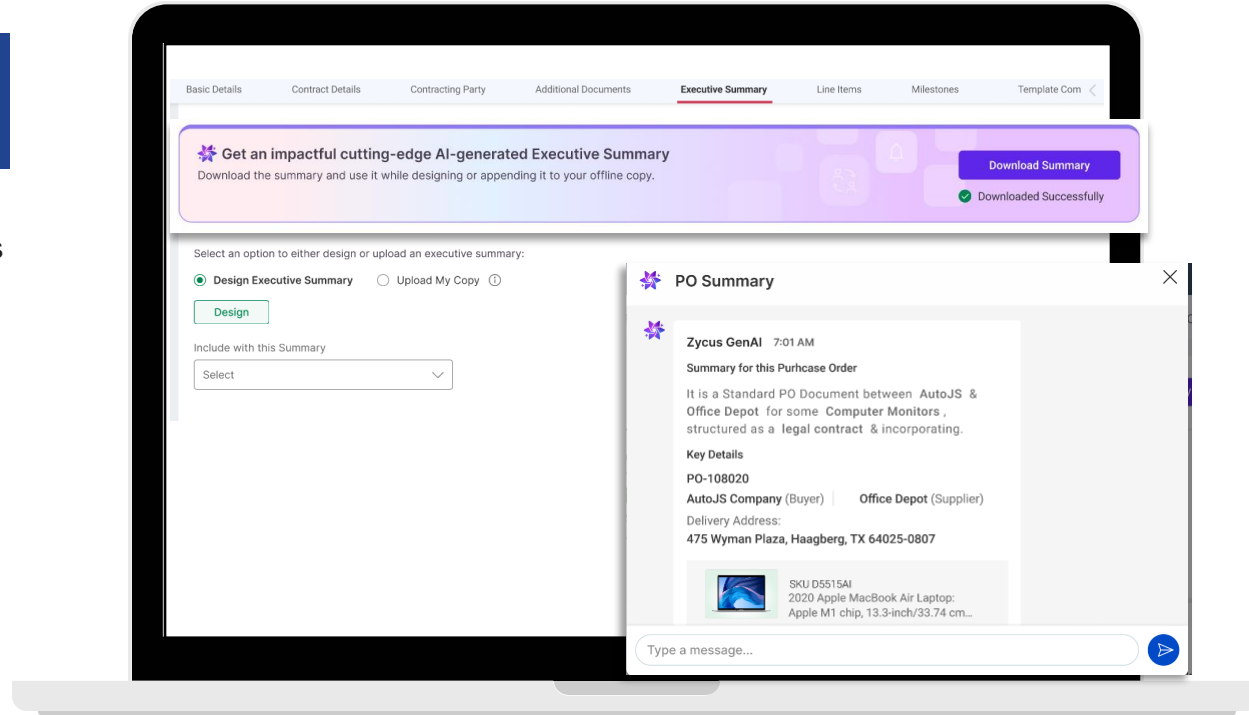 Basic Details Contract Details Contracting Party Additional Documents Executive Summary Line Items Milestones Template Com
Get an impactful cutting-edge AI-generated Executive Summary
Download the summary and use it while designing or appending it to your offline copy.
Download Summary
Downloaded Successfully
Select an option to either design or upload an executive summary:
Design Executive Summary Upload My Copy
Design
Include with this Summary
Select
PO Summary
Zycus GenAI 7:01 AM
Summary for this Purhcase Order
It is a Standard PO Document between AutoJS &
Office Depot for some Computer Monitors ,
structured as a legal contract & incorporating.
Key Details
PO-108020
AutoJS Company (Buyer) Office Depot (Supplier)
Delivery Address:
475 Wyman Plaza, Haagberg, TX 64025-0807
SKU D5515AI
2020 Apple MacBook Air Laptop:
Apple M1 chip, 13.3-inch/33.74 cm...
Type a message...